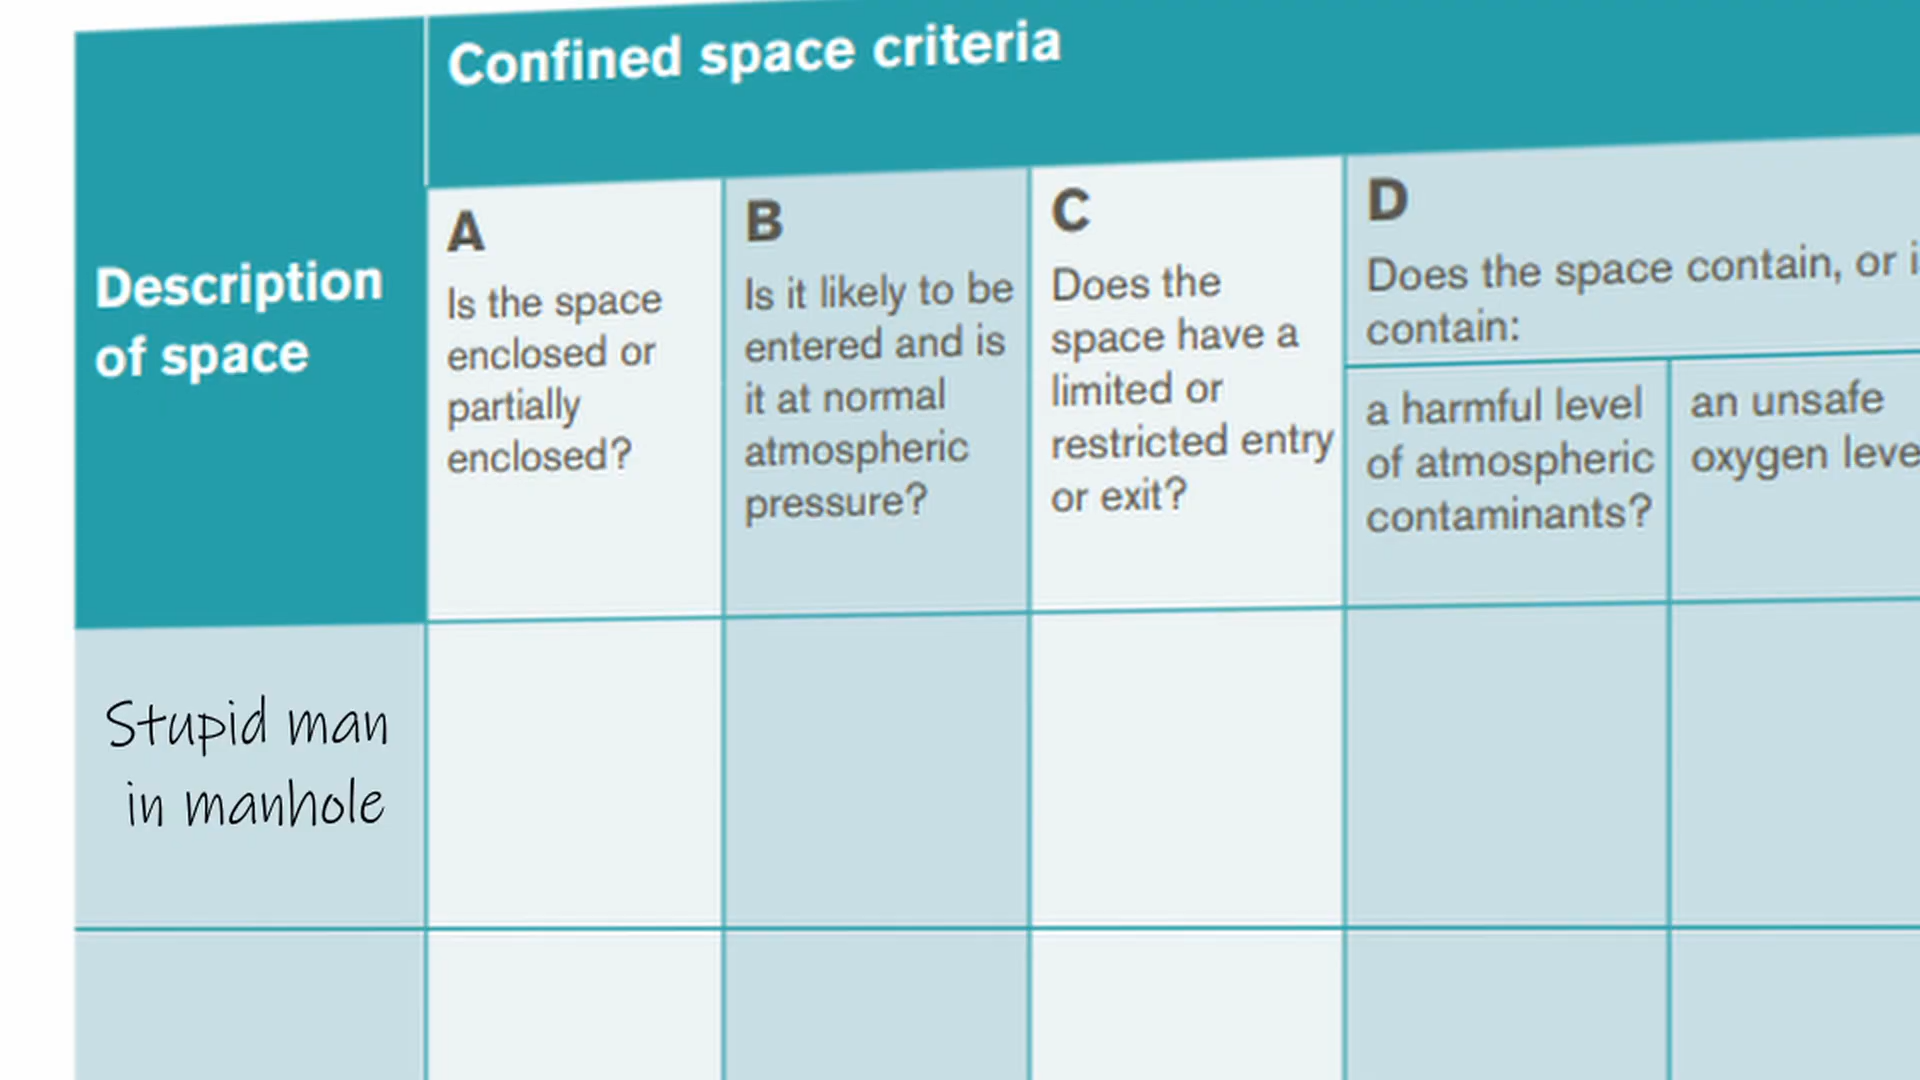 Confined space criteria
Description
of space
A
Is the space
enclosed or
partially
enclosed?
B
Is it likely to be
entered and is
it at normal
atmospheric
pressure?
C
Does the
space have a
limited or
restricted entry
or exit?
D
Does the space contain, or
contain:
a harmful level
of atmospheric
contaminants?
an unsafe
oxygen
Stupid man
in manhole